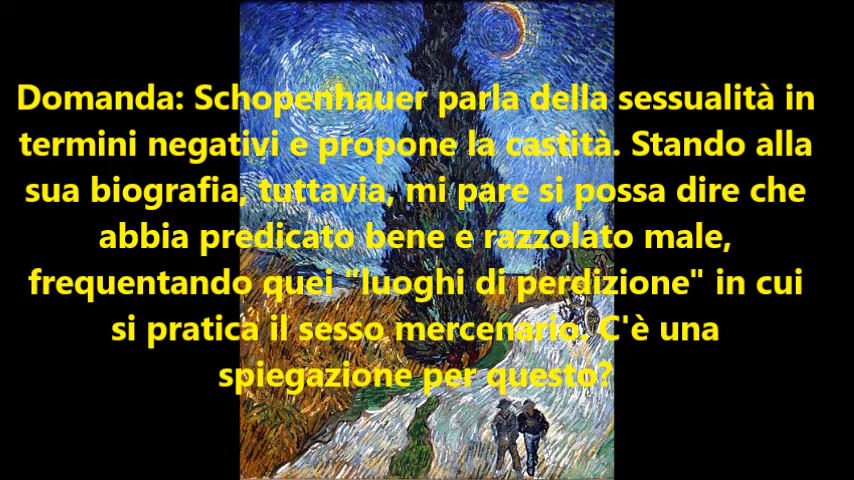 Domanda: Schopenhauer parla della sessualità in
termini negativi e propone la castità. Stando alla
sua biografia, tuttavia, mi pare si possa dire che
abbia predicato bene e razzolato male,
frequentando quei "luoghi di perdizione" in cui
si pratica il sesso mercenario. C'è una
spiegazione per questo?